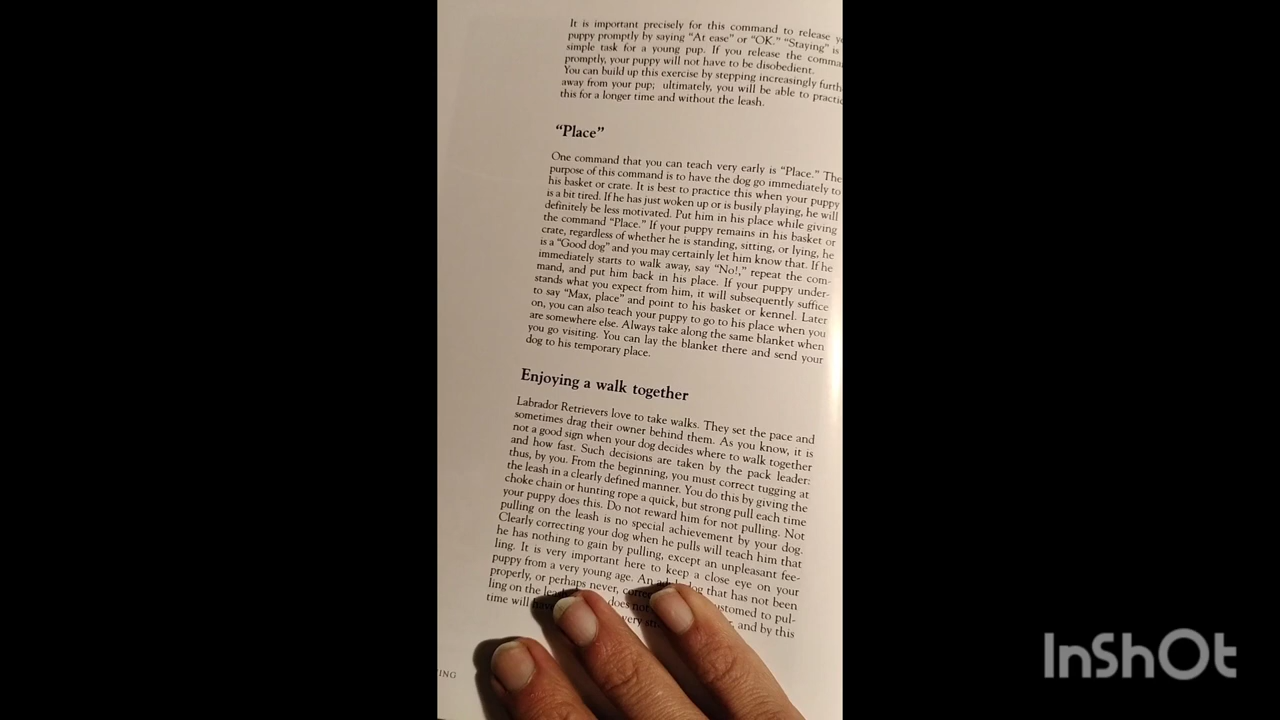 It is important precisely for this command to release
puppy promptly by saying “At ease” or “OK.” “Staying” is
simple task for a young pup. If you release the
promptly, your puppy will not have to be disobedient.
You can build up this exercise by stepping increasingly
away from your pup; ultimately, you will be able to
this for a longer time and without the leash.
“Place”
One command that you can teach very early is “Place.” The
purpose of this command is to have the dog go immediately to
his basket or crate. It is best to practice this when your puppy
is a bit tired. If he has just woken up or is busily playing, he will
definitely be less motivated. Put him in his place while giving
the command “Place.” If your puppy remains in his basket or
crate, regardless of whether he is standing, sitting, or lying, he
is a “Good dog” and you may certainly let him know that. If he
immediately starts to walk away, say “No!,” repeat the com-
mand, and put him back in his place. If your puppy under-
stands what you expect from him, it will subsequently suffice
to say “Max, place” and point to his basket or kennel. Later
on, you can also teach your puppy to go to his place when you
are somewhere else. Always take along the same blanket when
you go visiting. You can lay the blanket there and send your
dog to his temporary place.
Enjoying a walk together
Labrador Retrievers love to take walks. They set the pace and
sometimes drag their owner behind them. As you know, it is
not a good sign when your dog decides where to walk together
and how fast. Such decisions are taken by the pack leader:
thus, by you. From the beginning, you must correct tugging at
the leash in a clearly defined manner. You do this by giving the
choke chain or hunting rope a quick, but strong pull each time
your puppy does this. Do not reward him for not pulling. Not
pulling on the leash is no special achievement by your dog.
Clearly correcting your dog when he pulls will teach him that
he has nothing to gain by pulling, except an unpleasant fee-
ling. It is very important here to keep a close eye on your
puppy from a very young age. An dog that has not been
properly, or perhaps never, to pul-
ling on the does not and by this
time will have very
InShOt